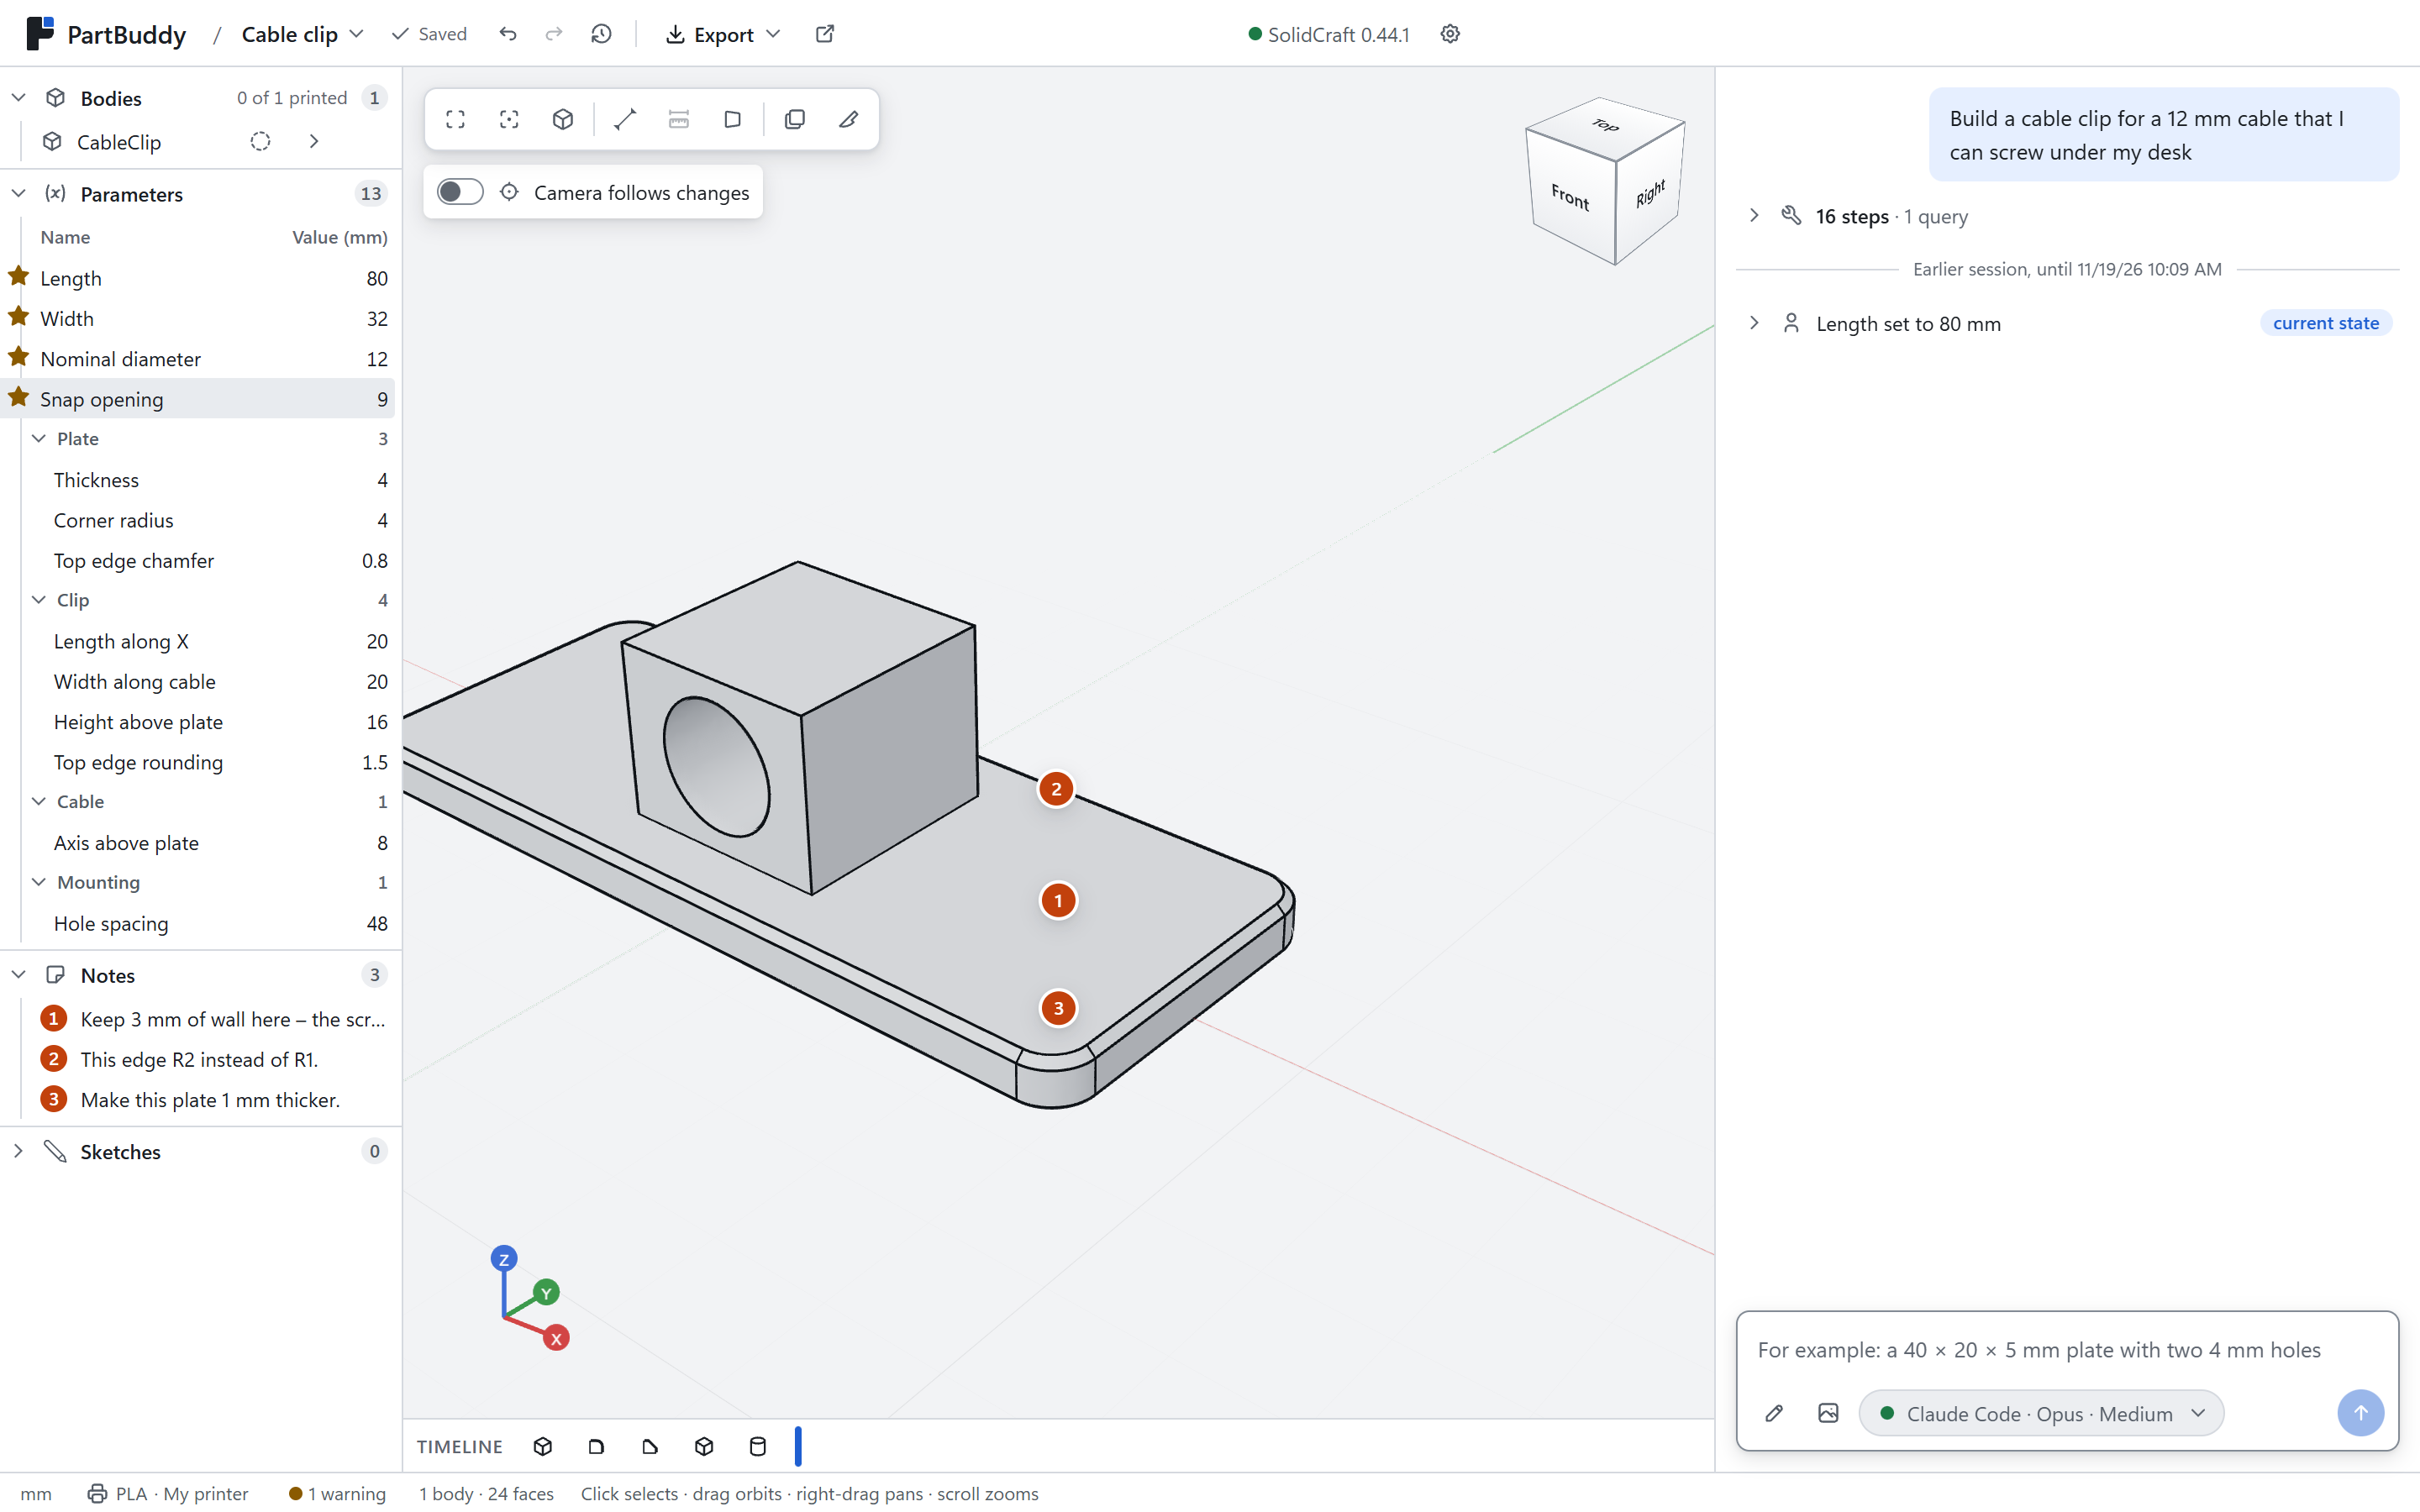 PartBuddy / Cable clip
Saved
Export
SolidCraft 0.44.1
Bodies 0 of 1 printed 1
CableClip
Parameters 13
Name Value (mm)
Length 80
Width 32
Nominal diameter 12
Snap opening 9
Plate 3
Thickness 4
Corner radius 4
Top edge chamfer 0.8
Clip 4
Length along X 20
Width along cable 20
Height above plate 16
Top edge rounding 1.5
Cable 1
Axis above plate 8
Mounting 1
Hole spacing 48
Notes 3
1 Keep 3 mm of wall here – the scr...
2 This edge R2 instead of R1.
3 Make this plate 1 mm thicker.
Sketches 0
Camera follows changes
Top
Front
Right
2
1
3
Z
Y
X
TIMELINE
Build a cable clip for a 12 mm cable that I
can screw under my desk
16 steps · 1 query
Earlier session, until 11/19/26 10:09 AM
Length set to 80 mm current state
For example: a 40 × 20 × 5 mm plate with two 4 mm holes
Claude Code · Opus · Medium
mm PLA · My printer 1 warning 1 body · 24 faces Click selects · drag orbits · right-drag pans · scroll zooms